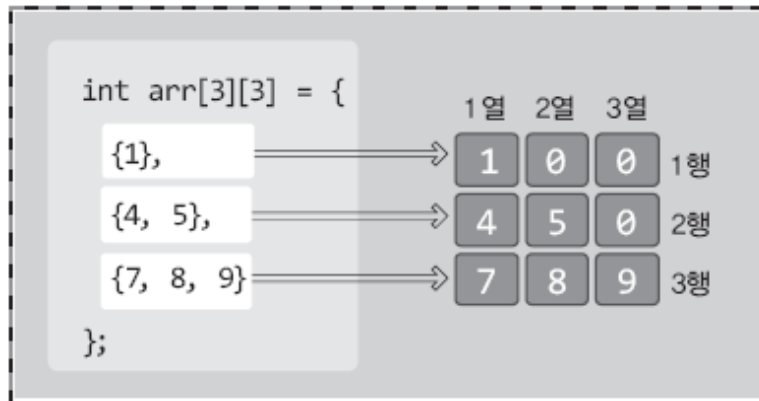 int arr[3][3] = {
1열 2열 3열
{1},
1 0 0 1행
{4, 5},
4 5 0 2행
{7, 8, 9}
7 8 9 3행
};